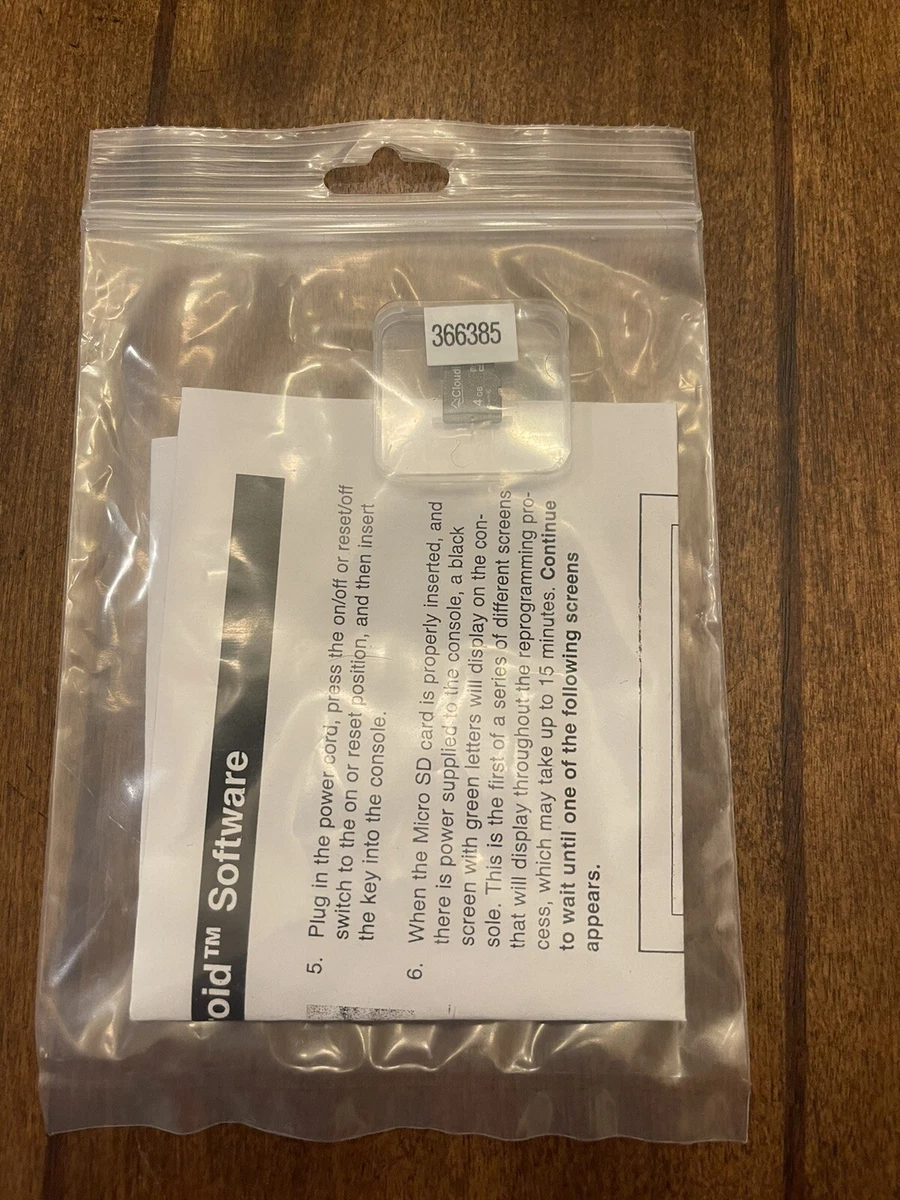 366385
Cloud
4 GB
oid™ Software
5. Plug in the power cord, press the on/off or reset/off
switch to the on or reset position, and then insert
the key into the console.
6. When the Micro SD card is properly inserted, and
there is power supplied to the console, a black
screen with green letters will display on the con-
sole. This is the first of a series of different screens
that will display throughout the reprogramming pro-
cess, which may take up to 15 minutes. Continue
to wait until one of the following screens
appears.